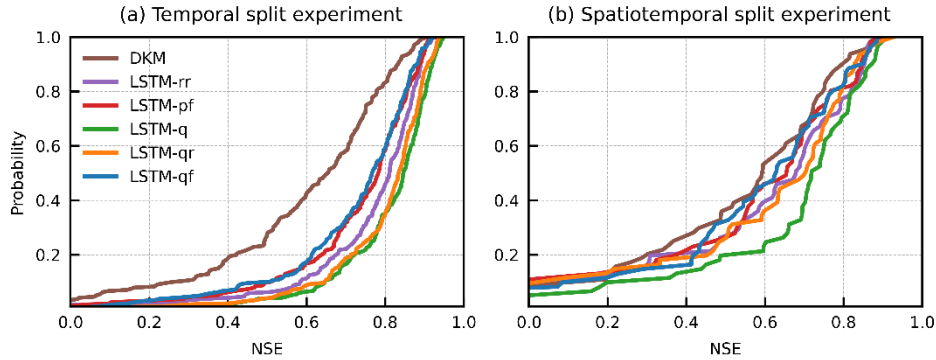 (a) Temporal split experiment
(b) Spatiotemporal split experiment
Probability
1.0
0.8
0.6
0.4
0.2
DKM
LSTM-rr
LSTM-pf
LSTM-q
LSTM-qr
LSTM-qf
0.0 0.2 0.4 0.6 0.8 1.0
NSE
1.0
0.8
0.6
0.4
0.2
0.0 0.2 0.4 0.6 0.8 1.0
NSE